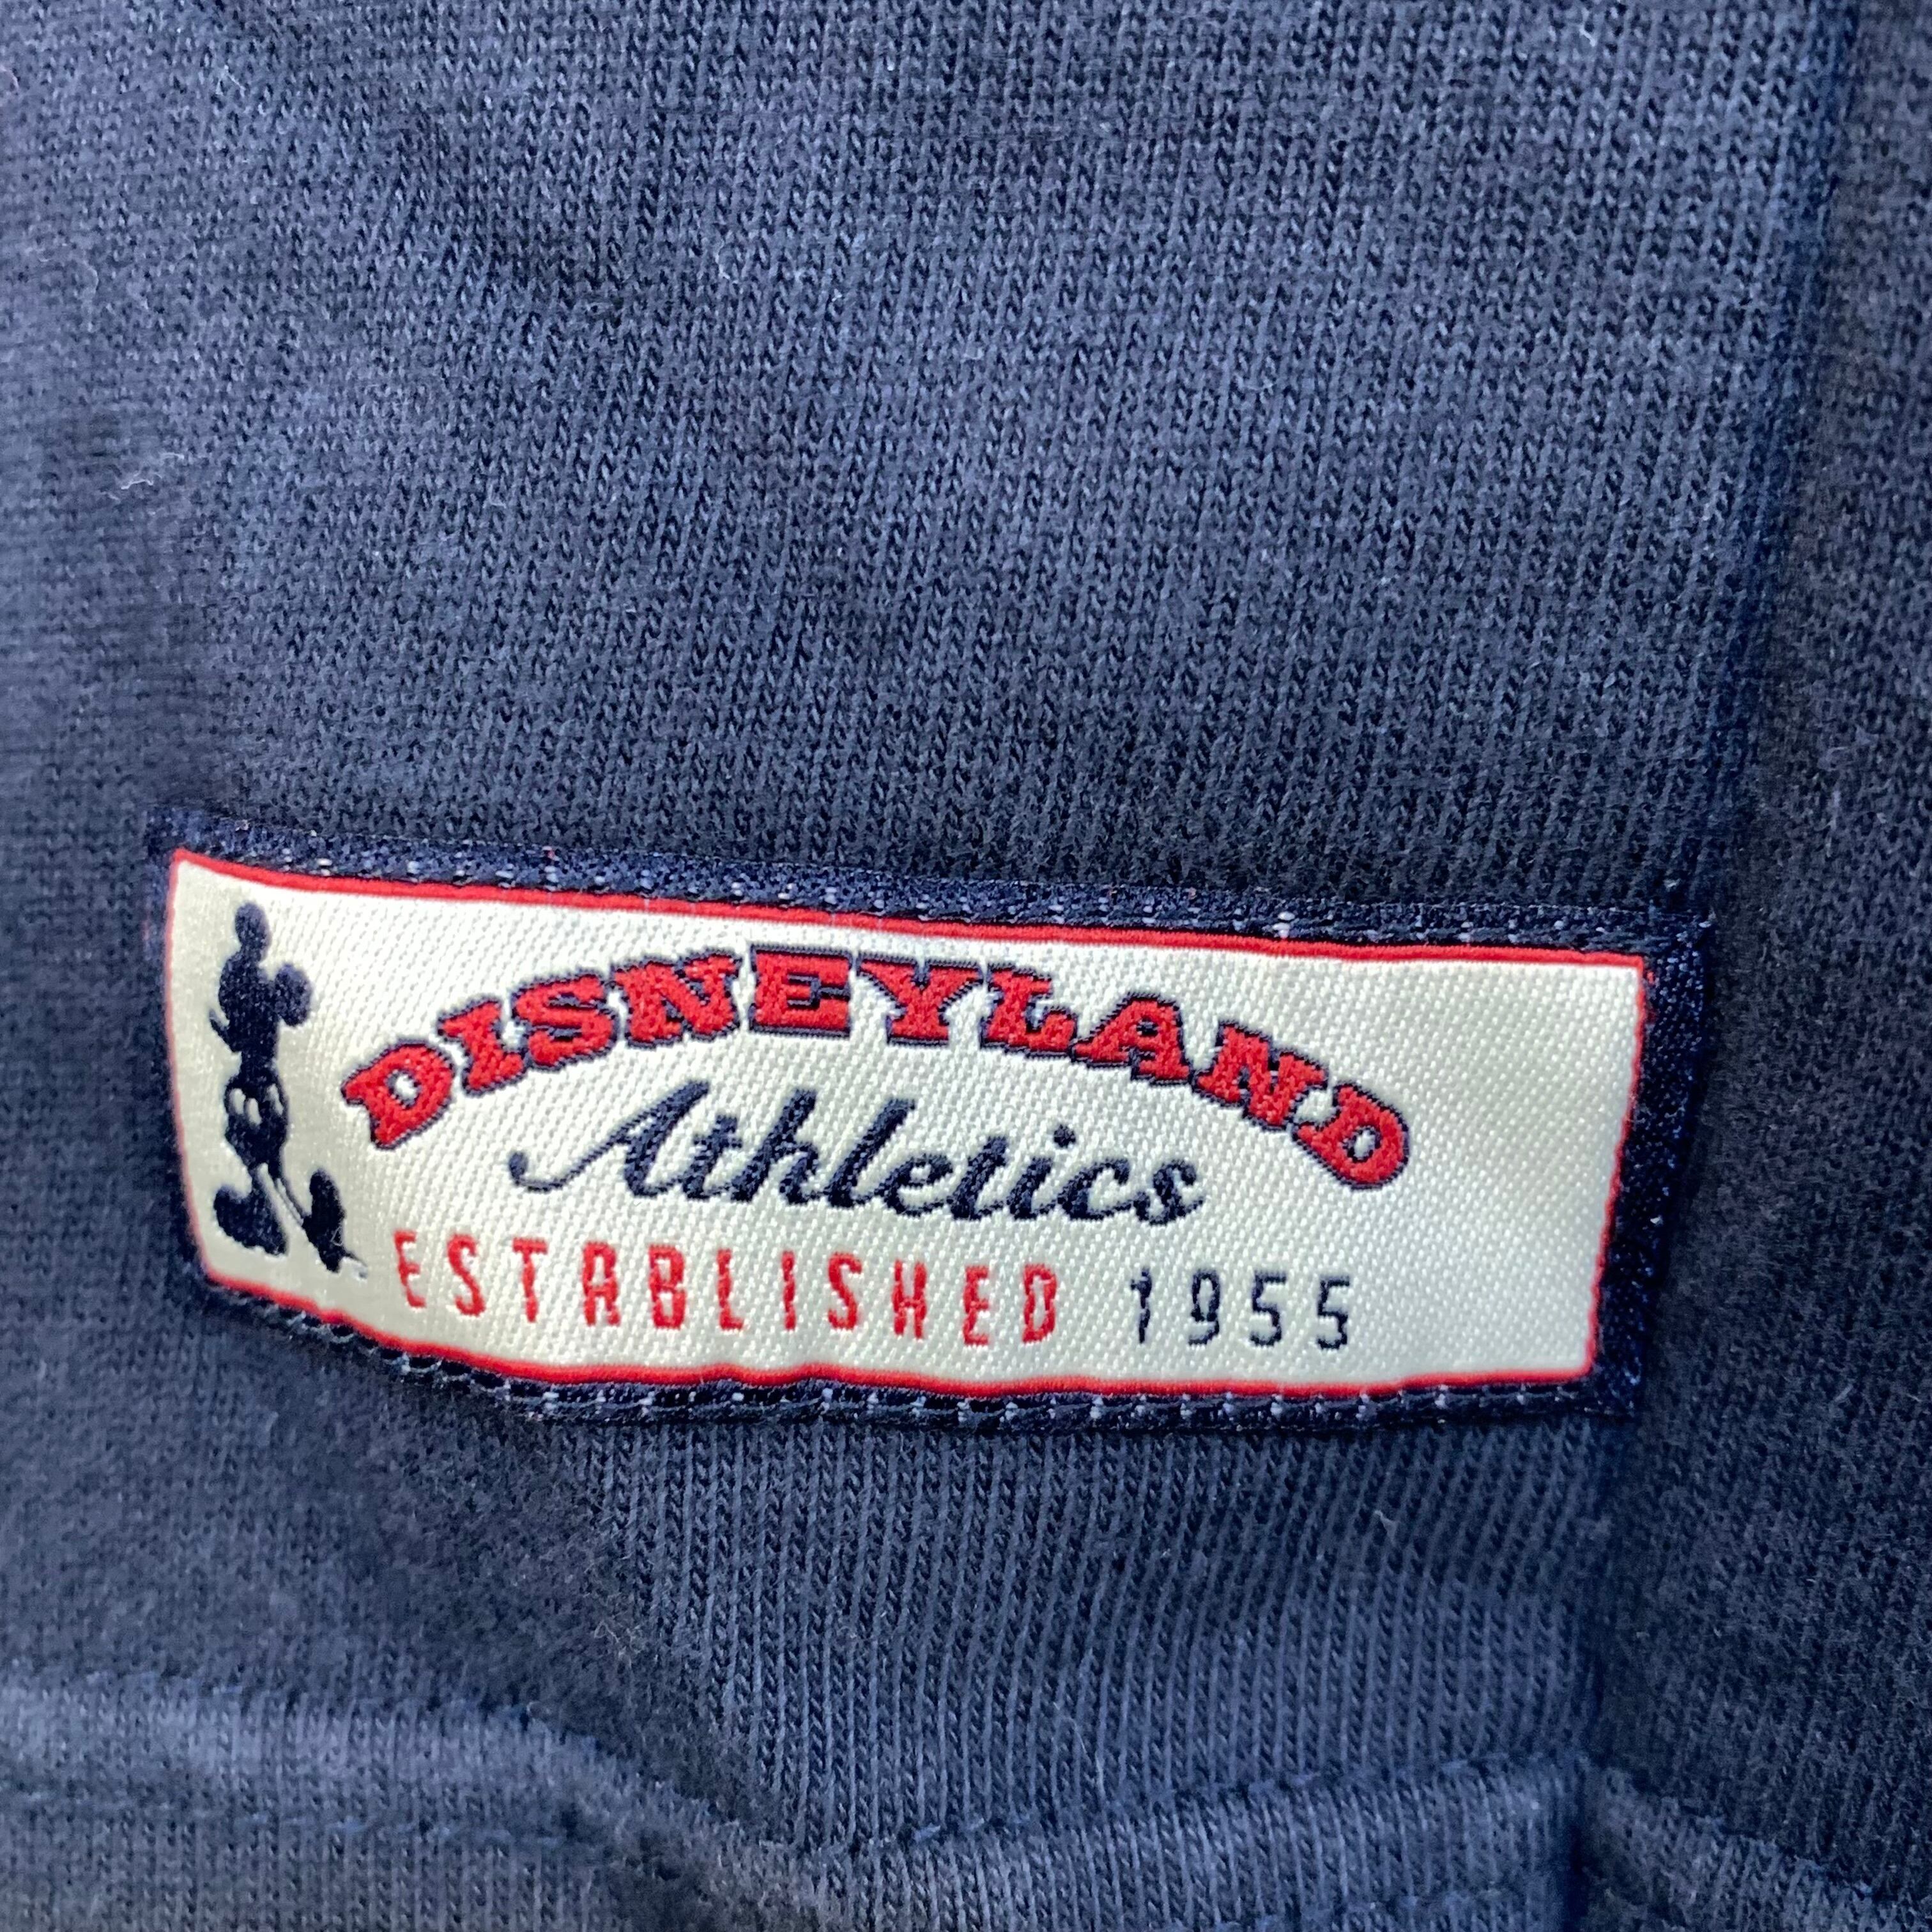 DISNEYLAND
Athletics
ESTABLISHED 1955